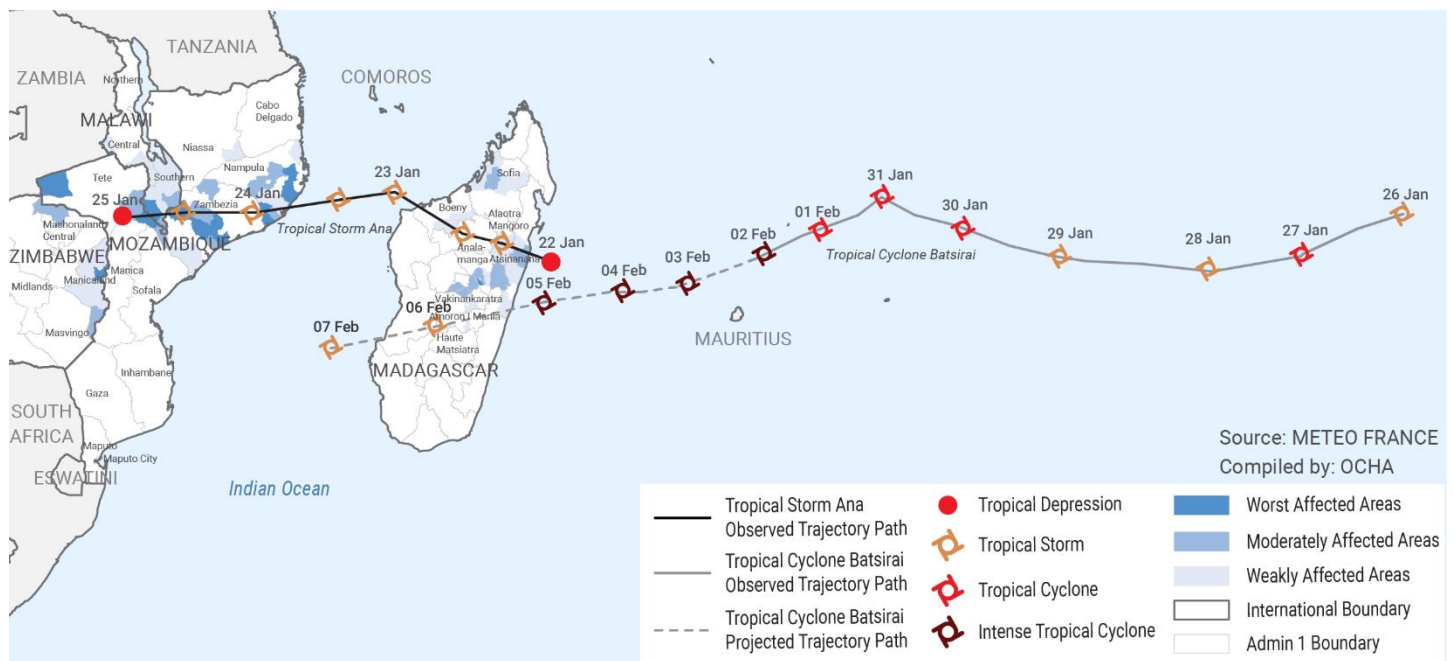 TANZANIA
ZAMBIA
Northern
COMOROS
Cabo
Delgado
MALAWI
Central
Niassa
23 Jan
Nampula
Sofia
31 Jan
26 Jan
Tete
Southern
25 Jan
24 Jan
Zambezia
Boeny
Alaotra
Mangoro
01 Feb
30 Jan
Mashonaland
Central
Tropical Storm Ana
22 Jan
02 Feb
29 Jan
27 Jan
MOZAMBIQUE
ZIMBABWE
Anala-
manga
Atsinanana
Tropical Cyclone Batsirai
28 Jan
Manica
Manicaland
Midlands
Sofala
03 Feb
04 Feb
05 Feb
Vakinankaratra
06 Feb
Amoron I Mania
07 Feb
Masvingo
Haute
Matsiatra
MAURITIUS
MADAGASCAR
Inhambane
Gaza
SOUTH
AFRICA
Maputo
Maputo City
ESWATINI
Indian Ocean
Source: METEO FRANCE
Compiled by: OCHA
Tropical Storm Ana
Observed Trajectory Path
Tropical Cyclone Batsirai
Observed Trajectory Path
Tropical Cyclone Batsirai
Projected Trajectory Path
Tropical Depression
Tropical Storm
Tropical Cyclone
Intense Tropical Cyclone
Worst Affected Areas
Moderately Affected Areas
Weakly Affected Areas
International Boundary
Admin 1 Boundary